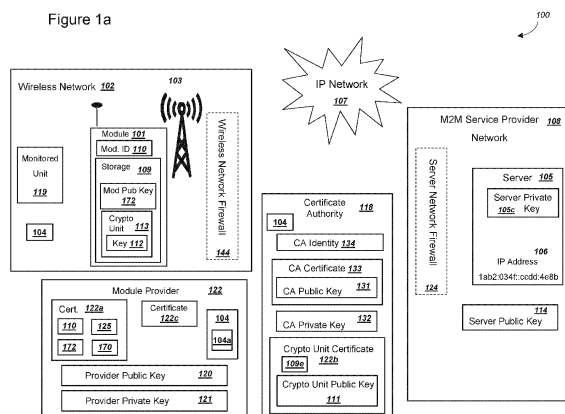 Figure 1a
100
Wireless Network 102
103
Module 101
Mod. ID 110
Storage 109
Mod Pub Key
172
Crypto
Unit 113
Key 112
Monitored
Unit
119
104
Wireless Network Firewall
144
IP Network
107
M2M Service Provider 108
Network
Server Network Firewall
124
Server 105
Server Private
105c Key
106
IP Address
1ab2:034f::ccdd:4e8b
114
Server Public Key
Certificate
Authority 118
104
CA Identity 134
CA Certificate 133
CA Public Key
131
CA Private Key
132
Crypto Unit Certificate
109e 122b
Crypto Unit Public Key
111
Module Provider 122
Cert. 122a
110 125
172 170
Certificate
122c
104
104a
Provider Public Key 120
Provider Private Key 121